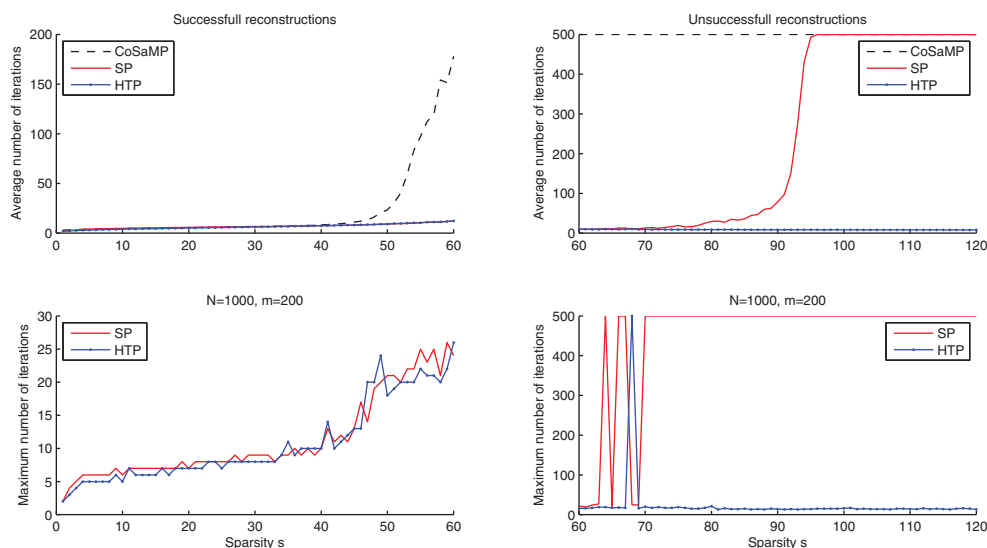 Successfull reconstructions
Average number of iterations
200
150
100
50
0
CoSaMP
SP
HTP
0 10 20 30 40 50 60
Unsuccessful reconstructions
Average number of iterations
500
400
300
200
100
0
CoSaMP
SP
HTP
60 70 80 90 100 110 120
N=1000, m=200
Maximum number of iterations
30
25
20
15
10
5
0
SP
HTP
0 10 20 30 40 50 60
Sparsity s
N=1000, m=200
Maximum number of iterations
500
400
300
200
100
0
SP
HTP
60 70 80 90 100 110 120
Sparsity s